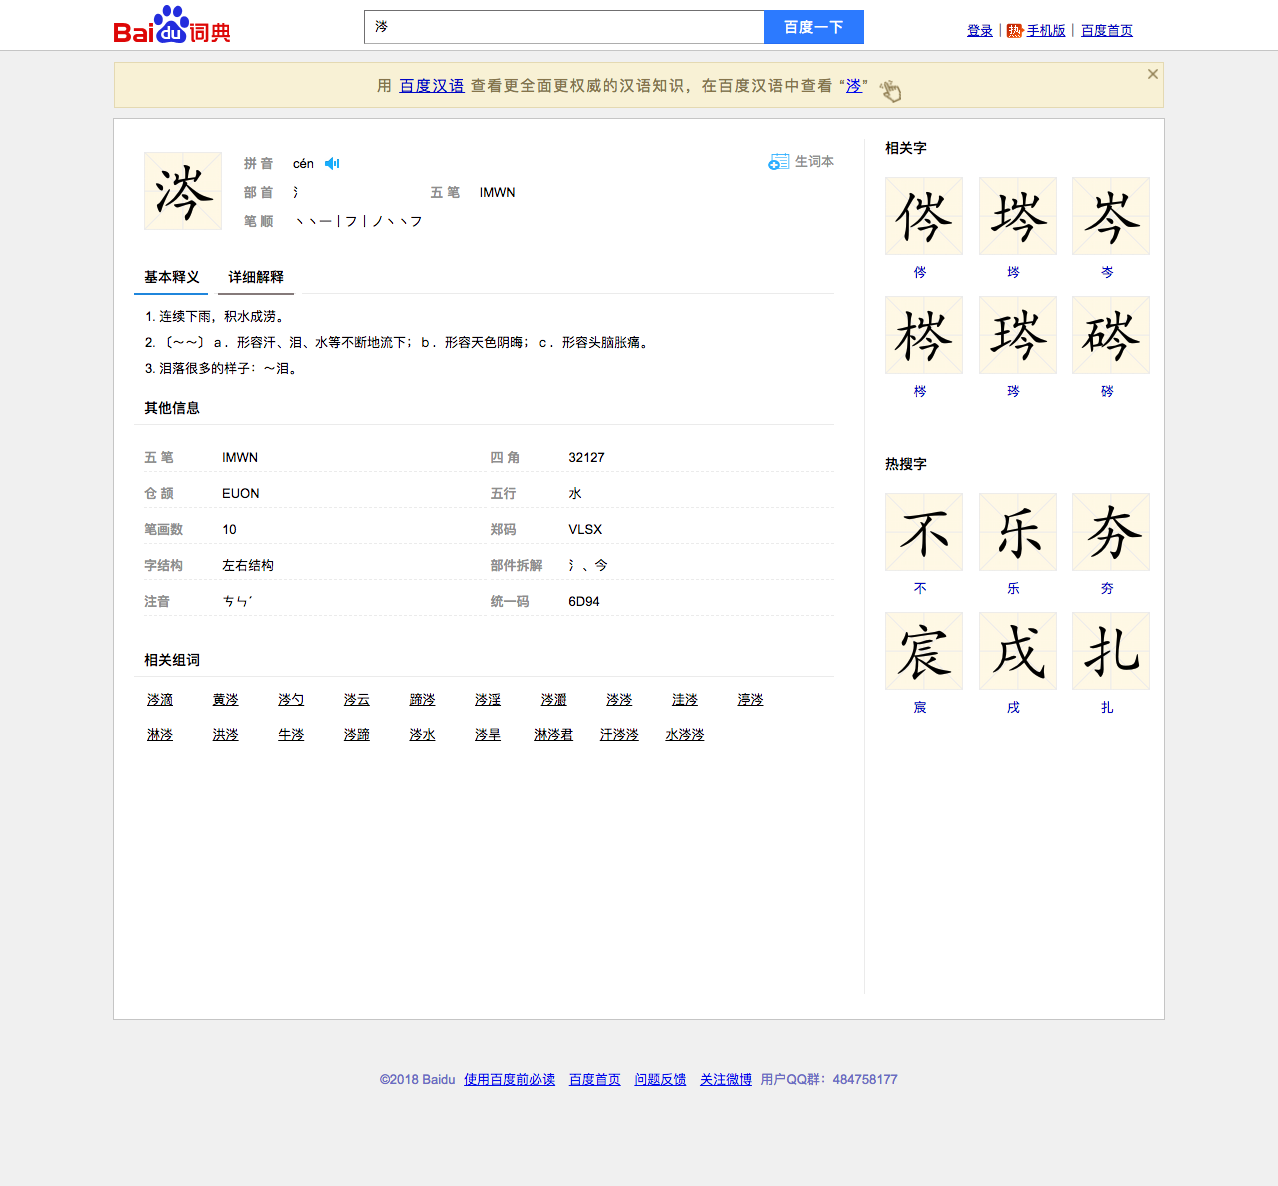 Bai du 词典
涔
百度一下
登录 | 热 手机版 | 百度首页
用 百度汉语 查看更全面更权威的汉语知识，在百度汉语中查看 “涔”
涔
拼 音 cén
生词本
部 首 氵 五 笔 IMWN
笔 顺 丶丶一丨フ丨ノ丶丶フ
基本释义 详细解释
1. 连续下雨，积水成涝。
2. 〔～～〕ａ．形容汗、泪、水等不断地流下；ｂ．形容天色阴晦；ｃ．形容头脑胀痛。
3. 泪落很多的样子：～泪。
其他信息
五 笔 IMWN 四 角 32127
仓 颉 EUON 五行 水
笔画数 10 郑码 VLSX
字结构 左右结构 部件拆解 氵、今
注音 ㄘㄣˊ 统一码 6D94
相关组词
涔滴 黄涔 涔勺 涔云 蹄涔 涔淫 涔灂 涔涔 洼涔 渟涔
淋涔 洪涔 牛涔 涔蹄 涔水 涔旱 淋涔君 汗涔涔 水涔涔
相关字
㑒 埁 岑
㑒 埁 岑
梣 琌 硶
梣 琌 硶
热搜字
不 乐 夯
不 乐 夯
宸 戌 扎
宸 戌 扎
©2018 Baidu 使用百度前必读 百度首页 问题反馈 关注微博 用户QQ群：484758177